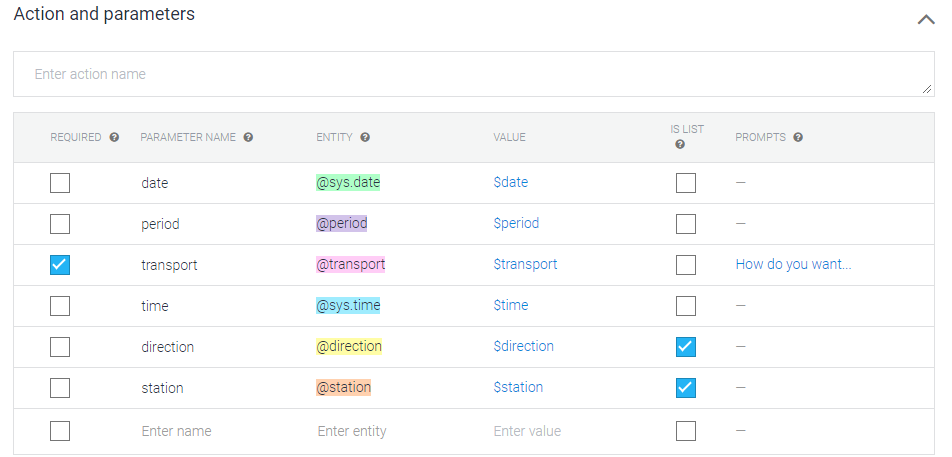 Action and parameters
Enter action name
REQUIRED PARAMETER NAME ENTITY VALUE IS LIST PROMPTS
date @sys.date $date —
period @period $period —
transport @transport $transport How do you want...
time @sys.time $time —
direction @direction $direction —
station @station $station —
Enter name Enter entity Enter value —